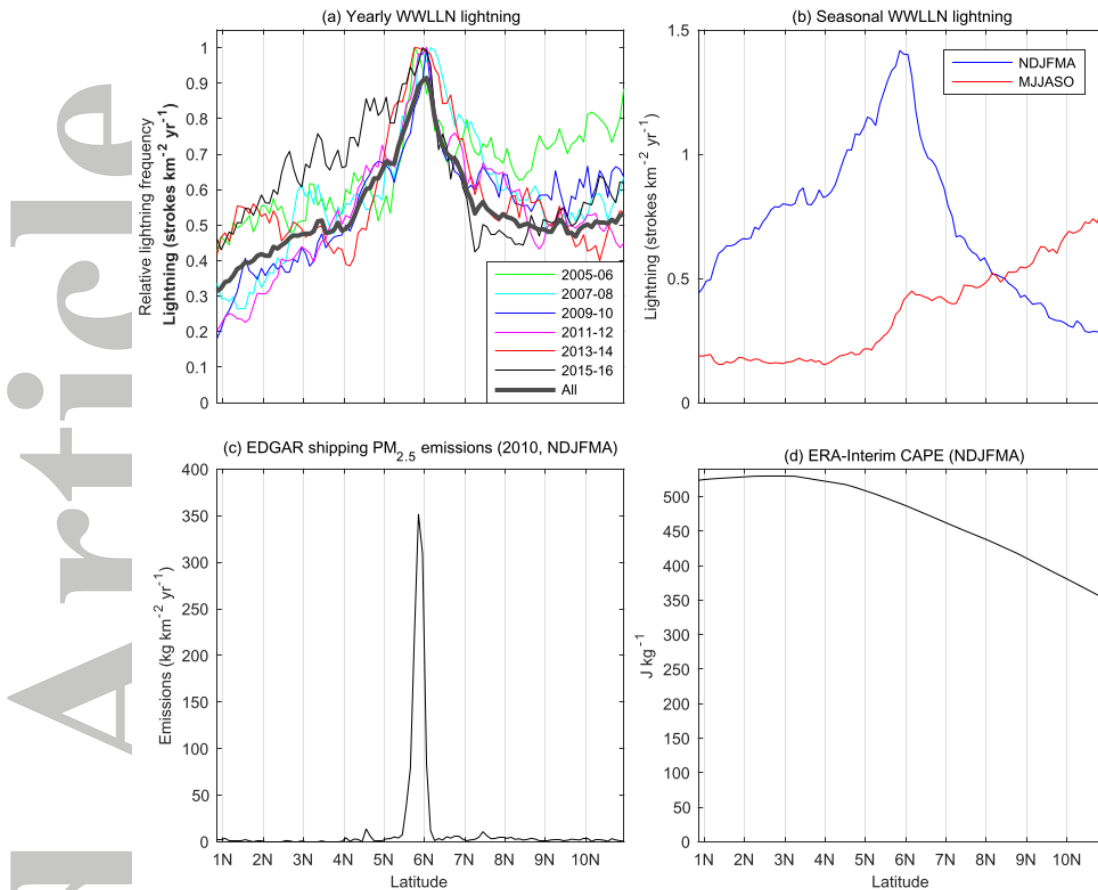 (a) Yearly WWLLN lightning
Relative lightning frequency
Lightning (strokes km⁻² yr⁻¹)
1
0.9
0.8
0.7
0.6
0.5
0.4
0.3
0.2
0.1
0
2005-06
2007-08
2009-10
2011-12
2013-14
2015-16
All
(b) Seasonal WWLLN lightning
Lightning (strokes km⁻² yr⁻¹)
1.5
1
0.5
0
NDJFMA
MJJASO
(c) EDGAR shipping PM₂.₅ emissions (2010, NDJFMA)
Emissions (kg km⁻² yr⁻¹)
400
350
300
250
200
150
100
50
0
1N 2N 3N 4N 5N 6N 7N 8N 9N 10N
Latitude
(d) ERA-Interim CAPE (NDJFMA)
J kg⁻¹
500
450
400
350
300
250
200
150
100
50
0
1N 2N 3N 4N 5N 6N 7N 8N 9N 10N
Latitude
Article